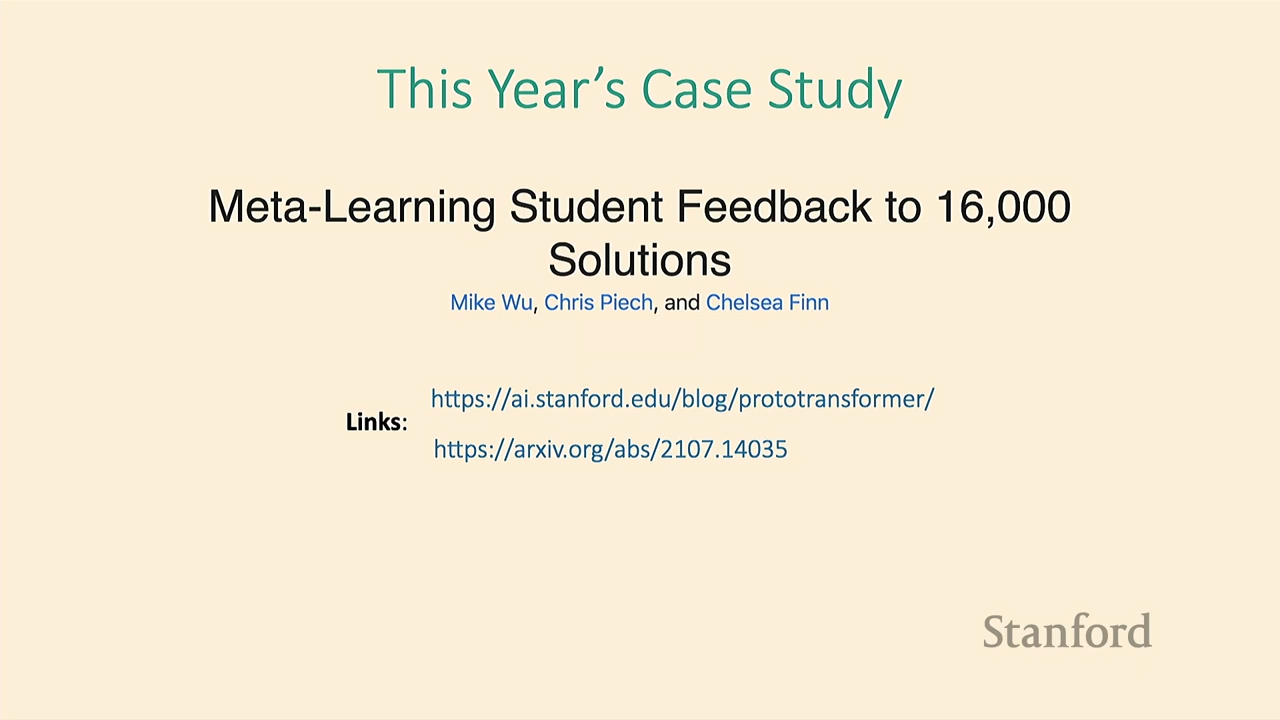 This Year’s Case Study
Meta-Learning Student Feedback to 16,000
Solutions
Mike Wu, Chris Piech, and Chelsea Finn
https://ai.stanford.edu/blog/prototransformer/
Links:
https://arxiv.org/abs/2107.14035
Stanford